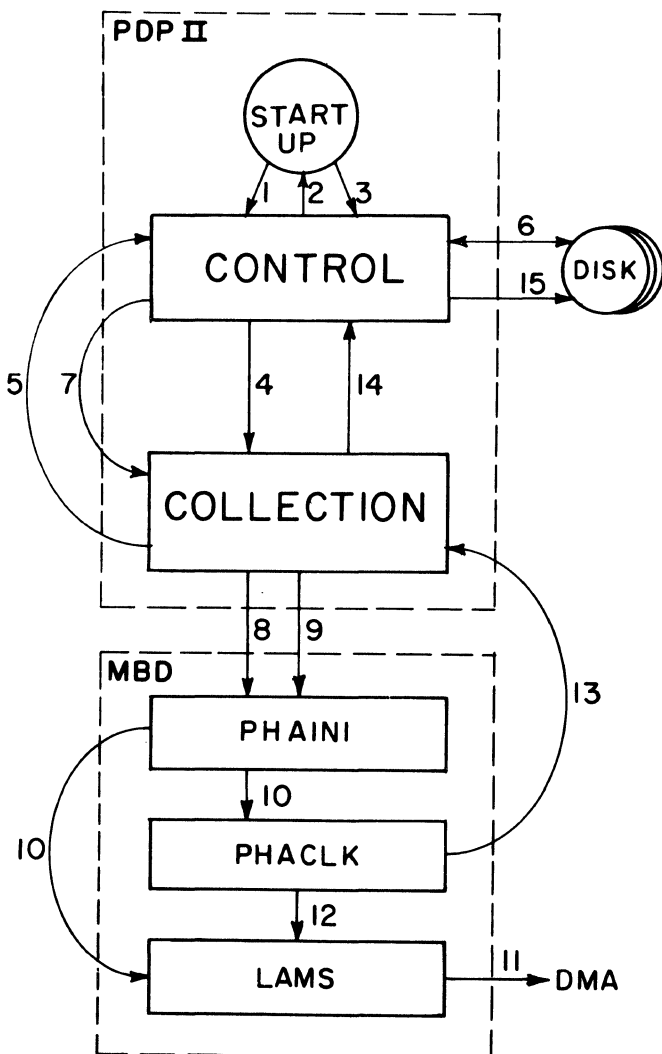 PDP II
START
UP
1 2 3
CONTROL
6
DISK
15
5 7 4 14
COLLECTION
8 9
13
MBD
PHAINI
10
10
PHACLK
12
LAMS
11
DMA